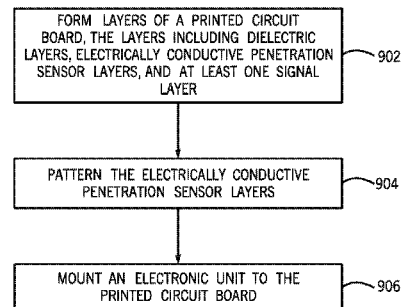 FORM LAYERS OF A PRINTED CIRCUIT
BOARD, THE LAYERS INCLUDING DIELECTRIC
LAYERS, ELECTRICALLY CONDUCTIVE PENETRATION
SENSOR LAYERS, AND AT LEAST ONE SIGNAL
LAYER
902
PATTERN THE ELECTRICALLY CONDUCTIVE
PENETRATION SENSOR LAYERS
904
MOUNT AN ELECTRONIC UNIT TO THE
PRINTED CIRCUIT BOARD
906